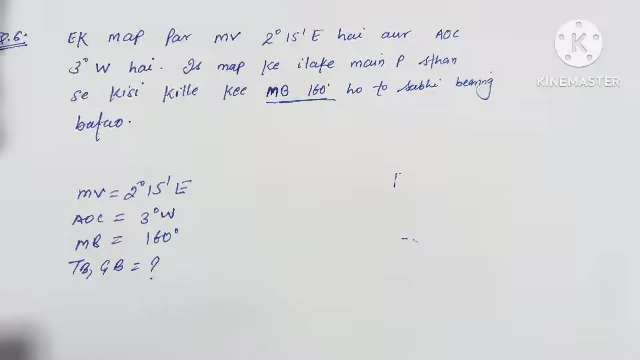 Q.6. EK map Par MV 2° 15' E hai aur AOC
3° W hai. Is map ke ilake main P sthan
se kisi kille kee MB 160° ho to sabhi bearing
batao.
MV = 2° 15' E
AOC = 3° W
MB = 160°
TB, GB = ?
KINEMASTER